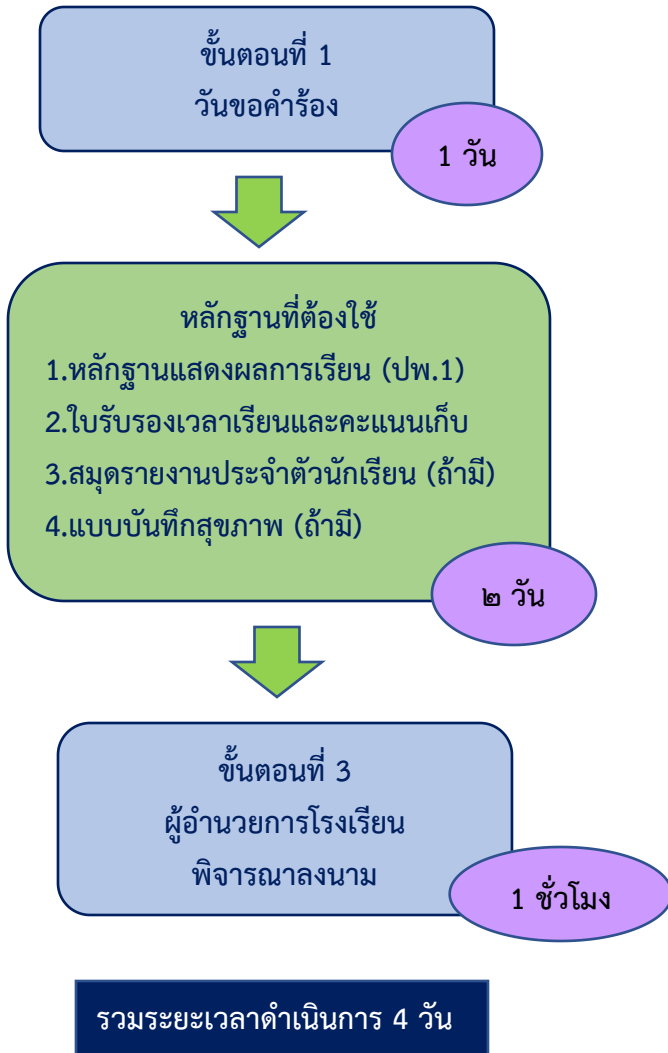 ขั้นตอนที่ 1
วันขอคำร้อง
1 วัน
หลักฐานที่ต้องใช้
1.หลักฐานแสดงผลการเรียน (ปพ.1)
2.ใบรับรองเวลาเรียนและคะแนนเก็บ
3.สมุดรายงานประจำตัวนักเรียน (ถ้ามี)
4.แบบบันทึกสุขภาพ (ถ้ามี)
๒ วัน
ขั้นตอนที่ 3
ผู้อำนวยการโรงเรียน
พิจารณาลงนาม
1 ชั่วโมง
รวมระยะเวลาดำเนินการ 4 วัน